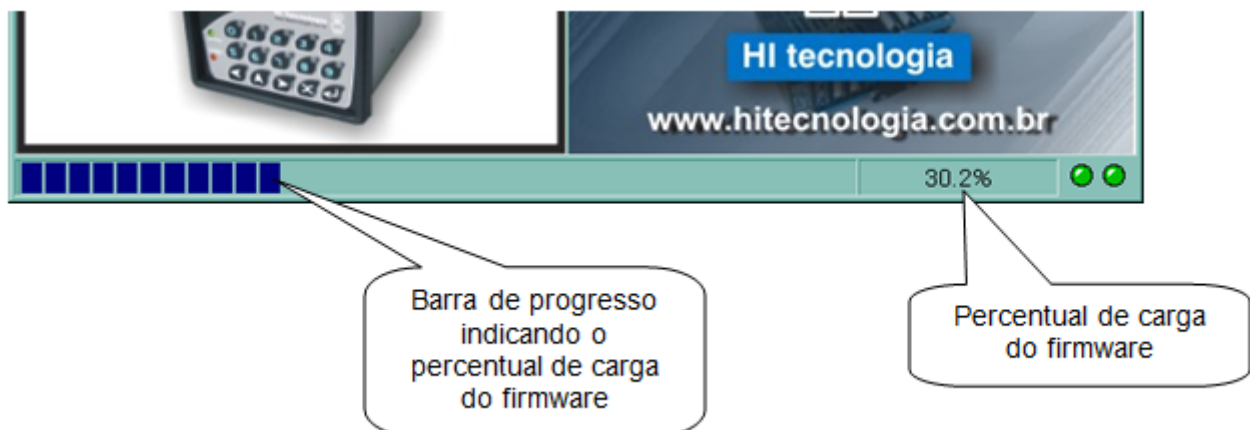 HI tecnologia
www.hitecnologia.com.br
30.2%
Barra de progresso
indicando o
percentual de carga
do firmware
Percentual de carga
do firmware